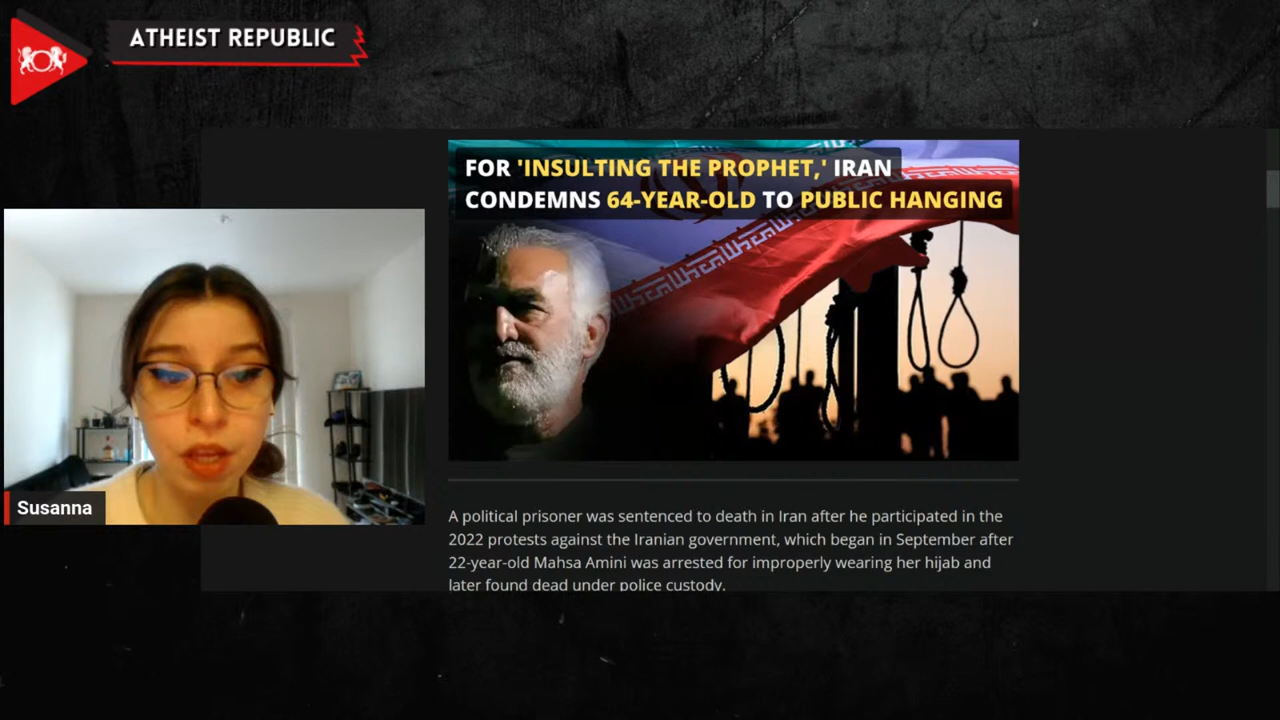 ATHEIST REPUBLIC
FOR 'INSULTING THE PROPHET,' IRAN
CONDEMNS 64-YEAR-OLD TO PUBLIC HANGING
Susanna
A political prisoner was sentenced to death in Iran after he participated in the
2022 protests against the Iranian government, which began in September after
22-year-old Mahsa Amini was arrested for improperly wearing her hijab and
later found dead under police custody.